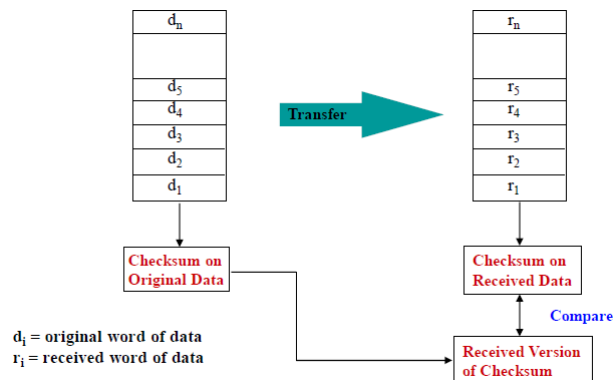 dn
d5
d4
d3
d2
d1
Transfer
rn
r5
r4
r3
r2
r1
Checksum on
Original Data
Checksum on
Received Data
Compare
Received Version
of Checksum
di = original word of data
ri = received word of data